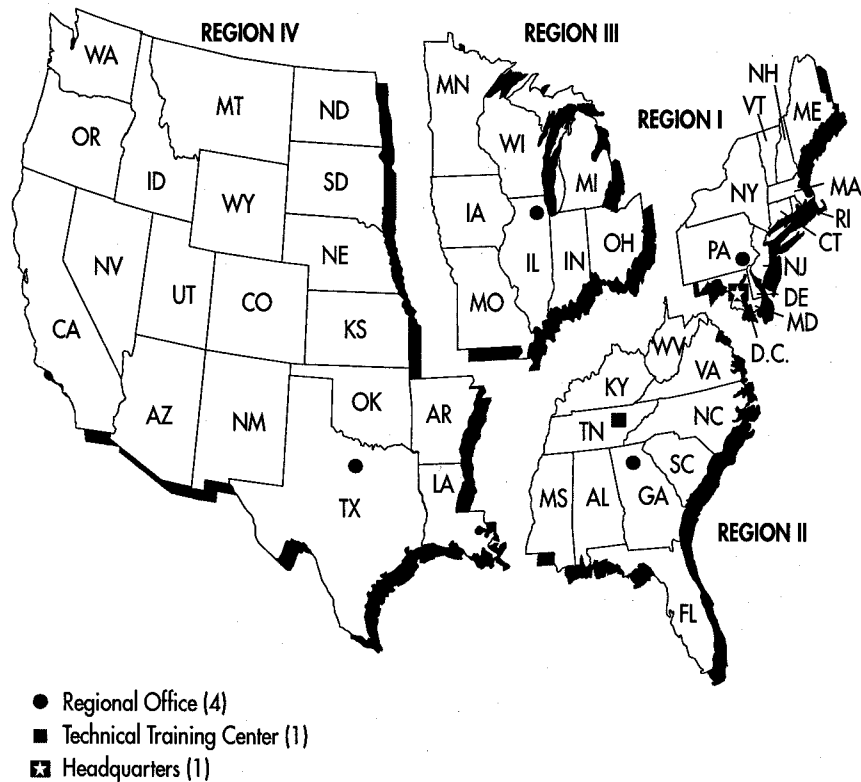 REGION IV
REGION III
REGION I
REGION II
WA
OR
CA
NV
ID
MT
WY
UT
CO
AZ
NM
ND
SD
NE
KS
OK
TX
AR
LA
MN
WI
MI
IA
IL
IN
OH
MO
NH
VT
ME
NY
MA
RI
CT
PA
NJ
DE
MD
D.C.
WV
VA
KY
TN
NC
SC
MS
AL
GA
FL
Regional Office (4)
Technical Training Center (1)
Headquarters (1)